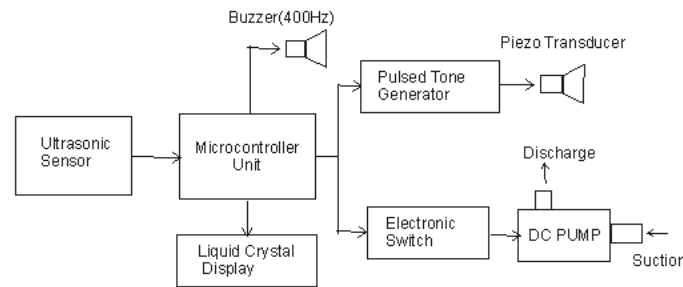 Buzzer(400Hz)
Piezo Transducer
Pulsed Tone
Generator
Ultrasonic
Sensor
Microcontroller
Unit
Discharge
Electronic
Switch
DC PUMP
Suction
Liquid Crystal
Display